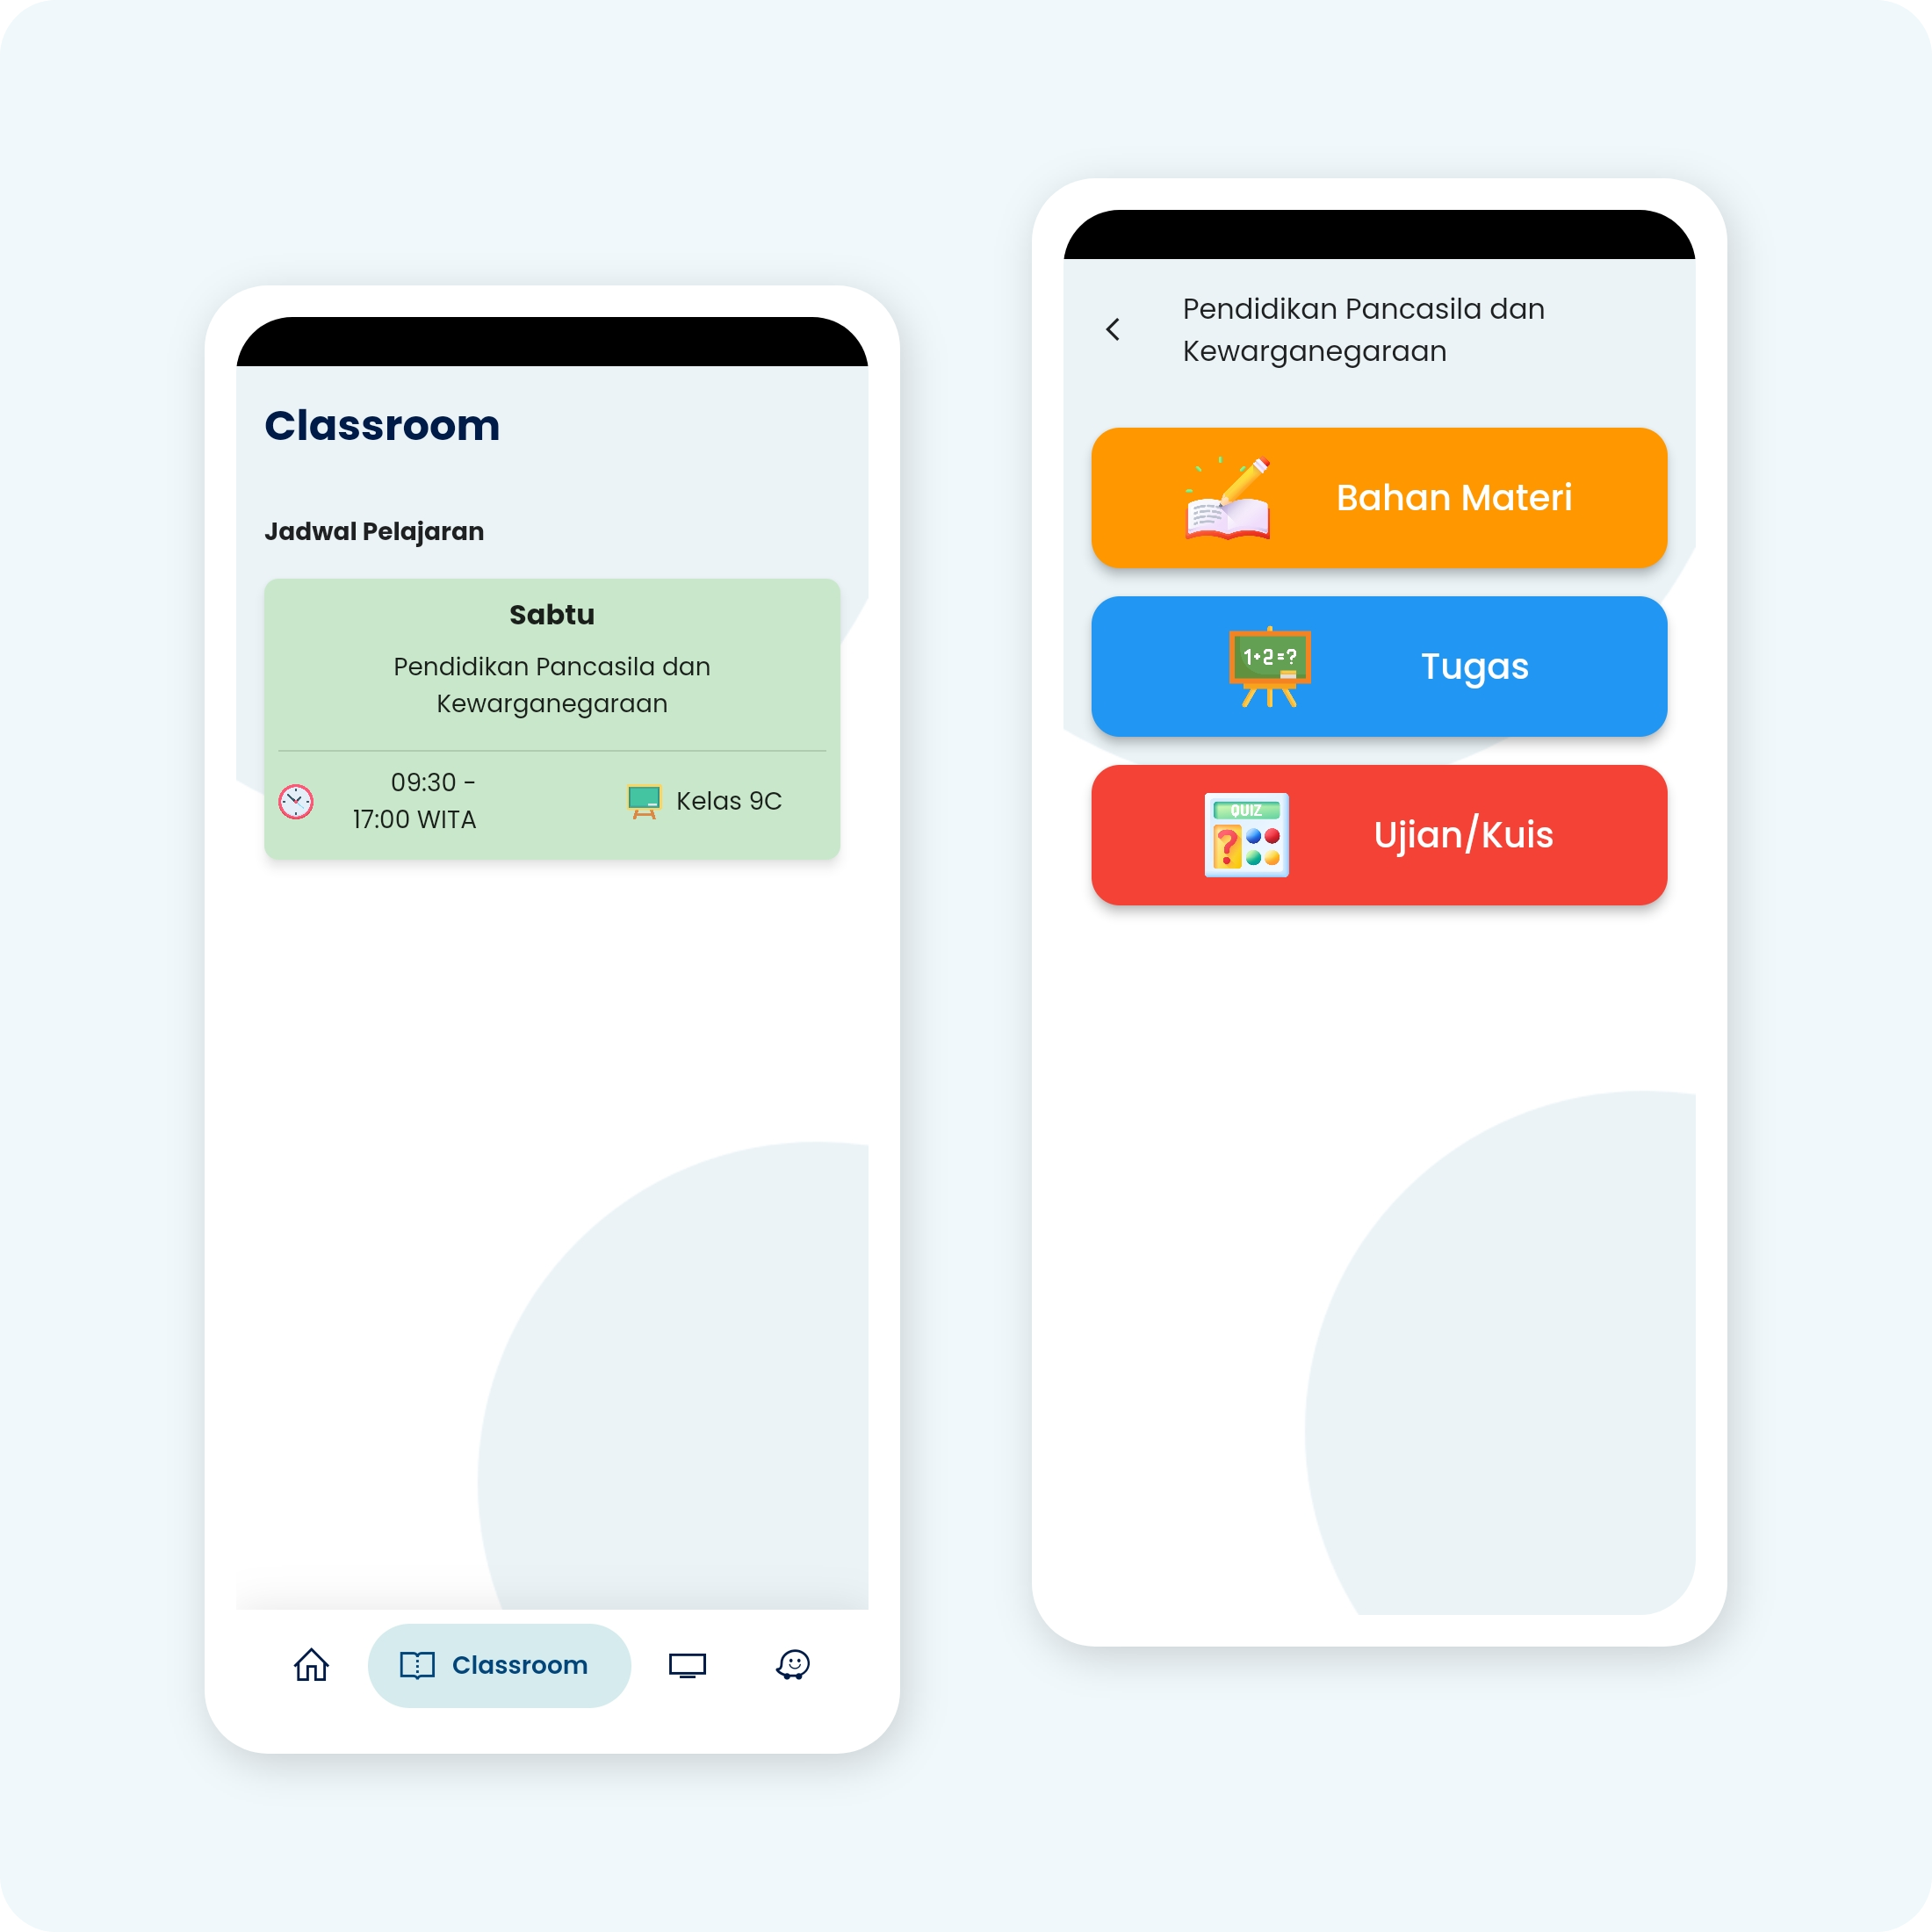 Classroom
Jadwal Pelajaran
Sabtu
Pendidikan Pancasila dan
Kewarganegaraan
09:30 -
17:00 WITA
Kelas 9C
Classroom
Pendidikan Pancasila dan
Kewarganegaraan
Bahan Materi
1+2=?
Tugas
QUIZ
?
Ujian/Kuis